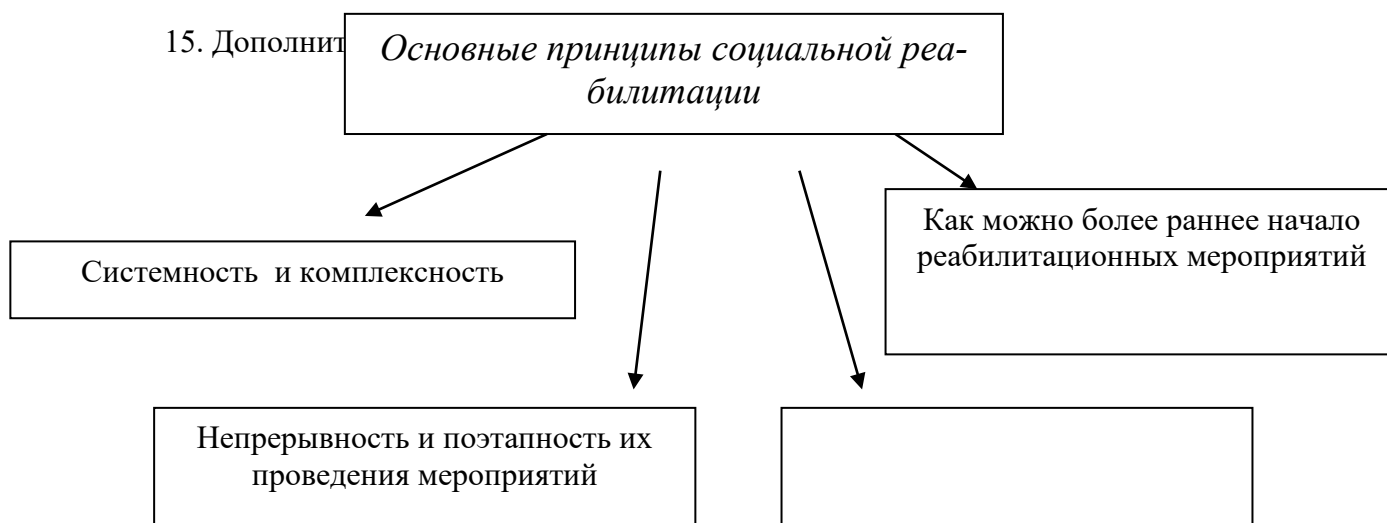 15. Дополнит
Основные принципы социальной реа-
билитации
Как можно более раннее начало
реабилитационных мероприятий
Системность и комплексность
Непрерывность и поэтапность их
проведения мероприятий